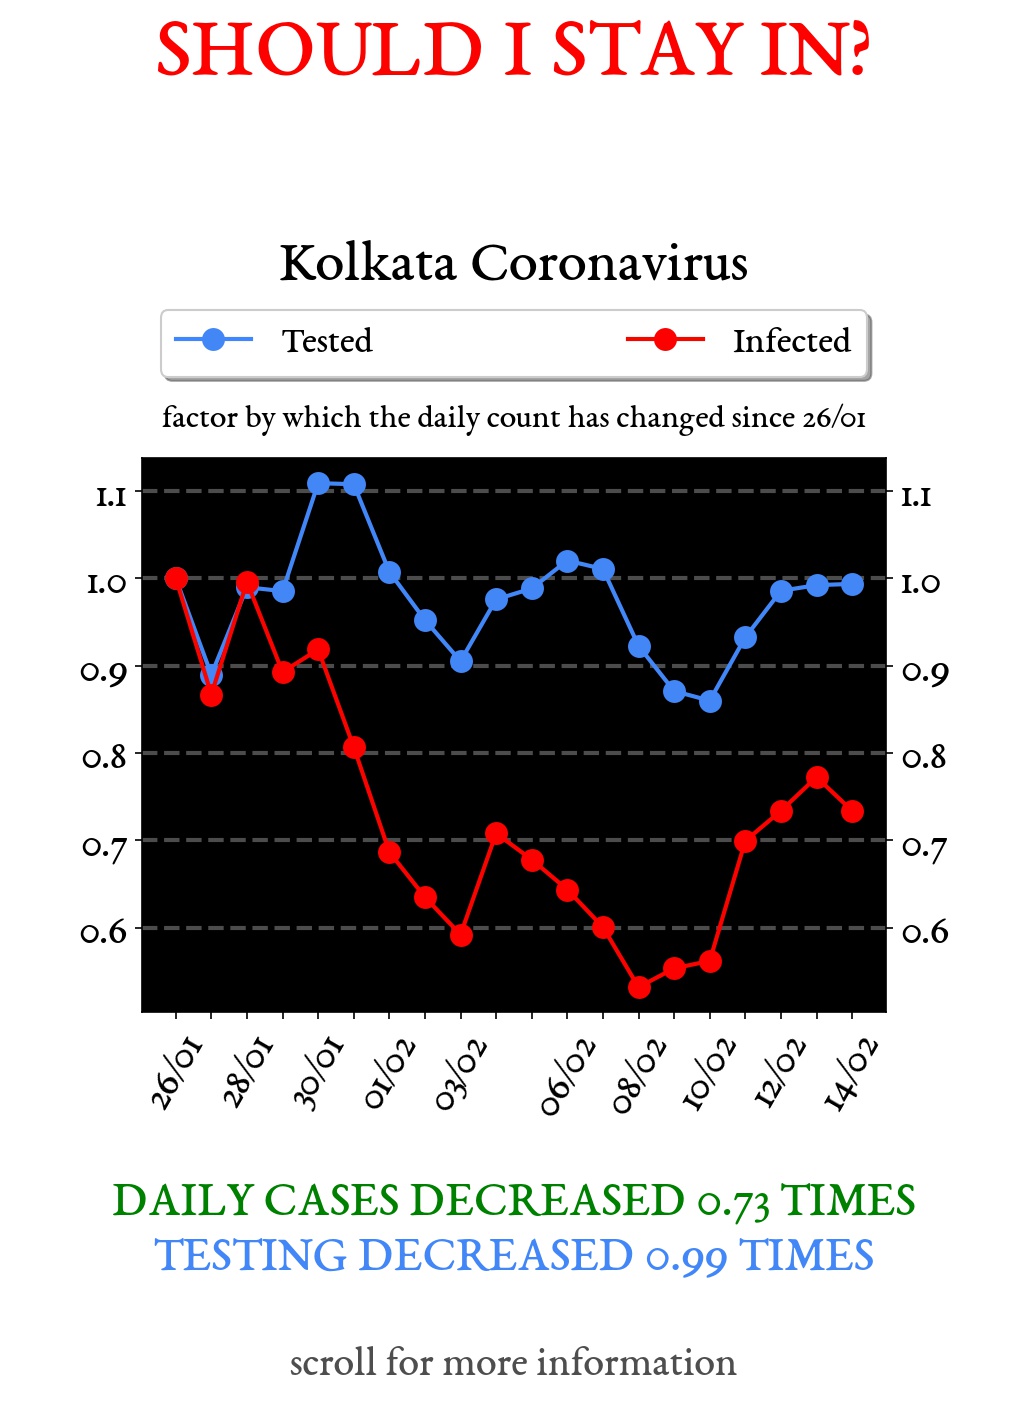 SHOULD I STAY IN?
Kolkata Coronavirus
Tested Infected
factor by which the daily count has changed since 26/01
1.1 1.1
1.0 1.0
0.9 0.9
0.8 0.8
0.7 0.7
0.6 0.6
26/01 28/01 30/01 01/02 03/02 06/02 08/02 10/02 12/02 14/02
DAILY CASES DECREASED 0.73 TIMES
TESTING DECREASED 0.99 TIMES
scroll for more information